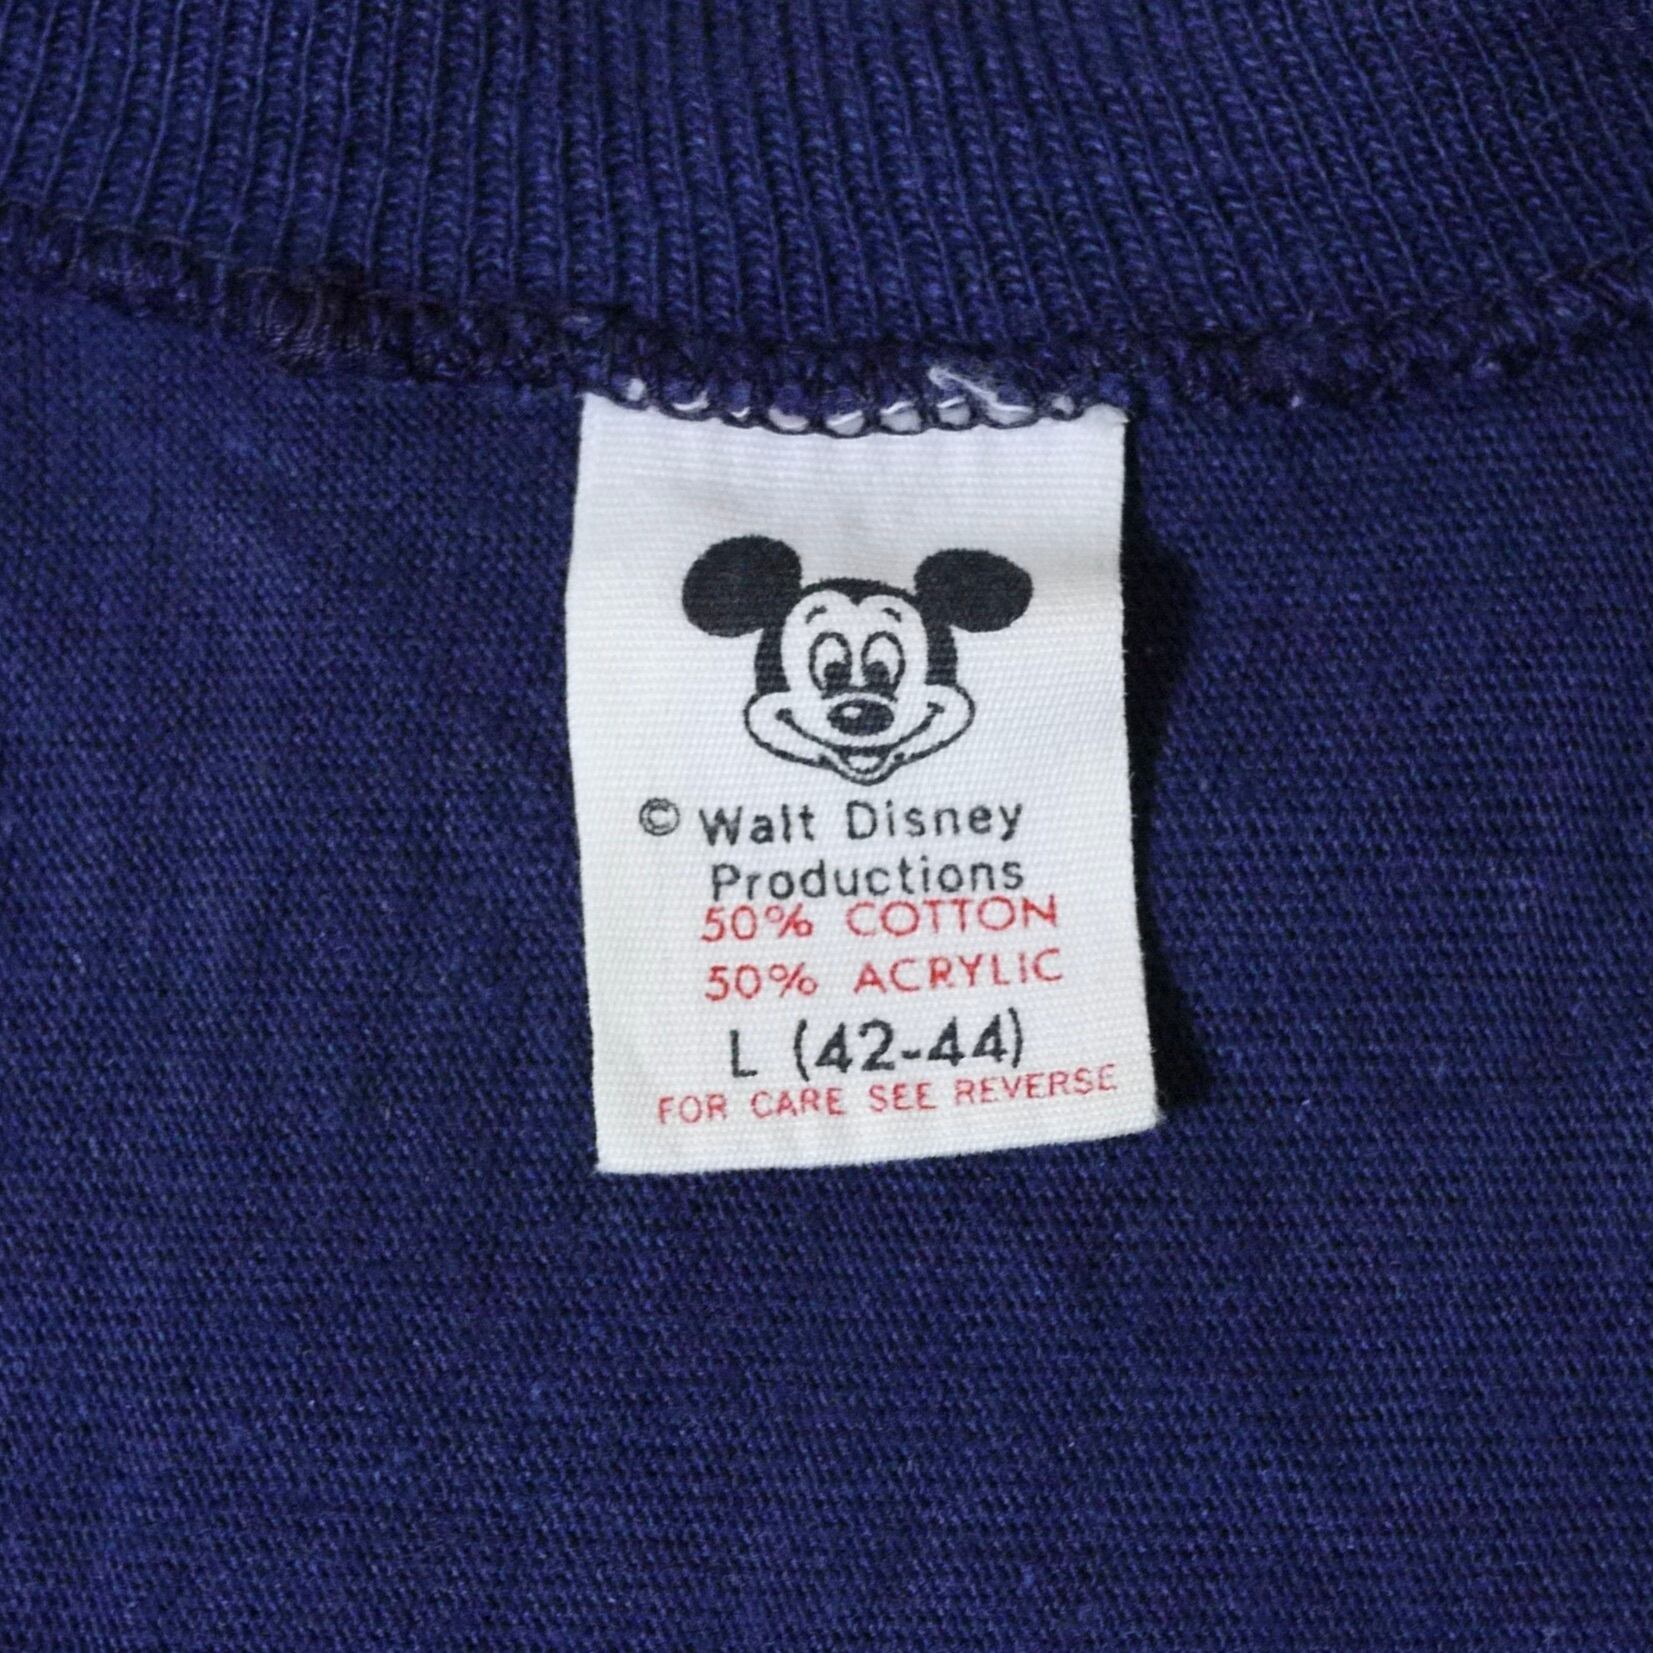 © Walt Disney
Productions
50% COTTON
50% ACRYLIC
L (42-44)
FOR CARE SEE REVERSE